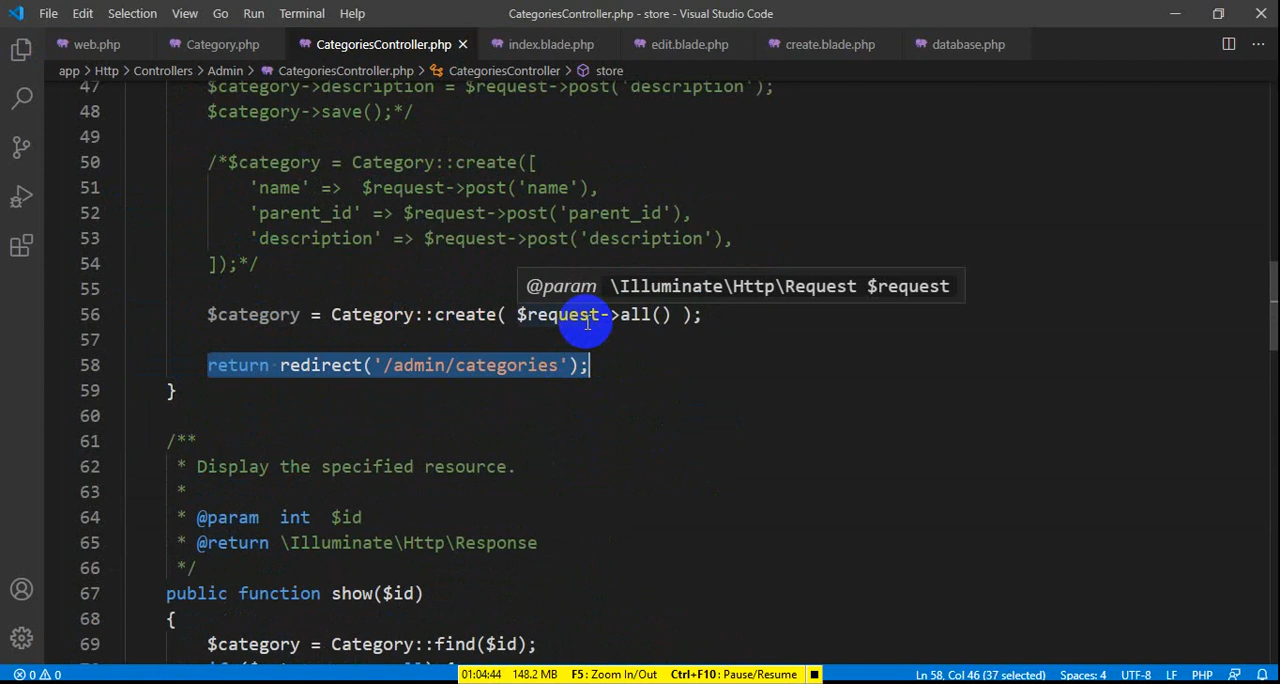 File Edit Selection View Go Run Terminal Help CategoriesController.php - store - Visual Studio Code
web.php Category.php CategoriesController.php index.blade.php edit.blade.php create.blade.php database.php
app > Http > Controllers > Admin > CategoriesController.php > CategoriesController > store
47 $category->description = $request->post('description');
48 $category->save();*/
49
50 /*$category = Category::create([
51 'name' => $request->post('name'),
52 'parent_id' => $request->post('parent_id'),
53 'description' => $request->post('description'),
54 ]);*/
55
@param \Illuminate\Http\Request $request
56 $category = Category::create( $request->all() );
57
58 return redirect('/admin/categories');
59 }
60
61 /**
62 * Display the specified resource.
63 *
64 * @param int $id
65 * @return \Illuminate\Http\Response
66 */
67 public function show($id)
68 {
69 $category = Category::find($id);
0 0 01:04:44 148.2 MB F5: Zoom In/Out Ctrl+F10: Pause/Resume Ln 58, Col 46 (37 selected) Spaces: 4 UTF-8 LF PHP